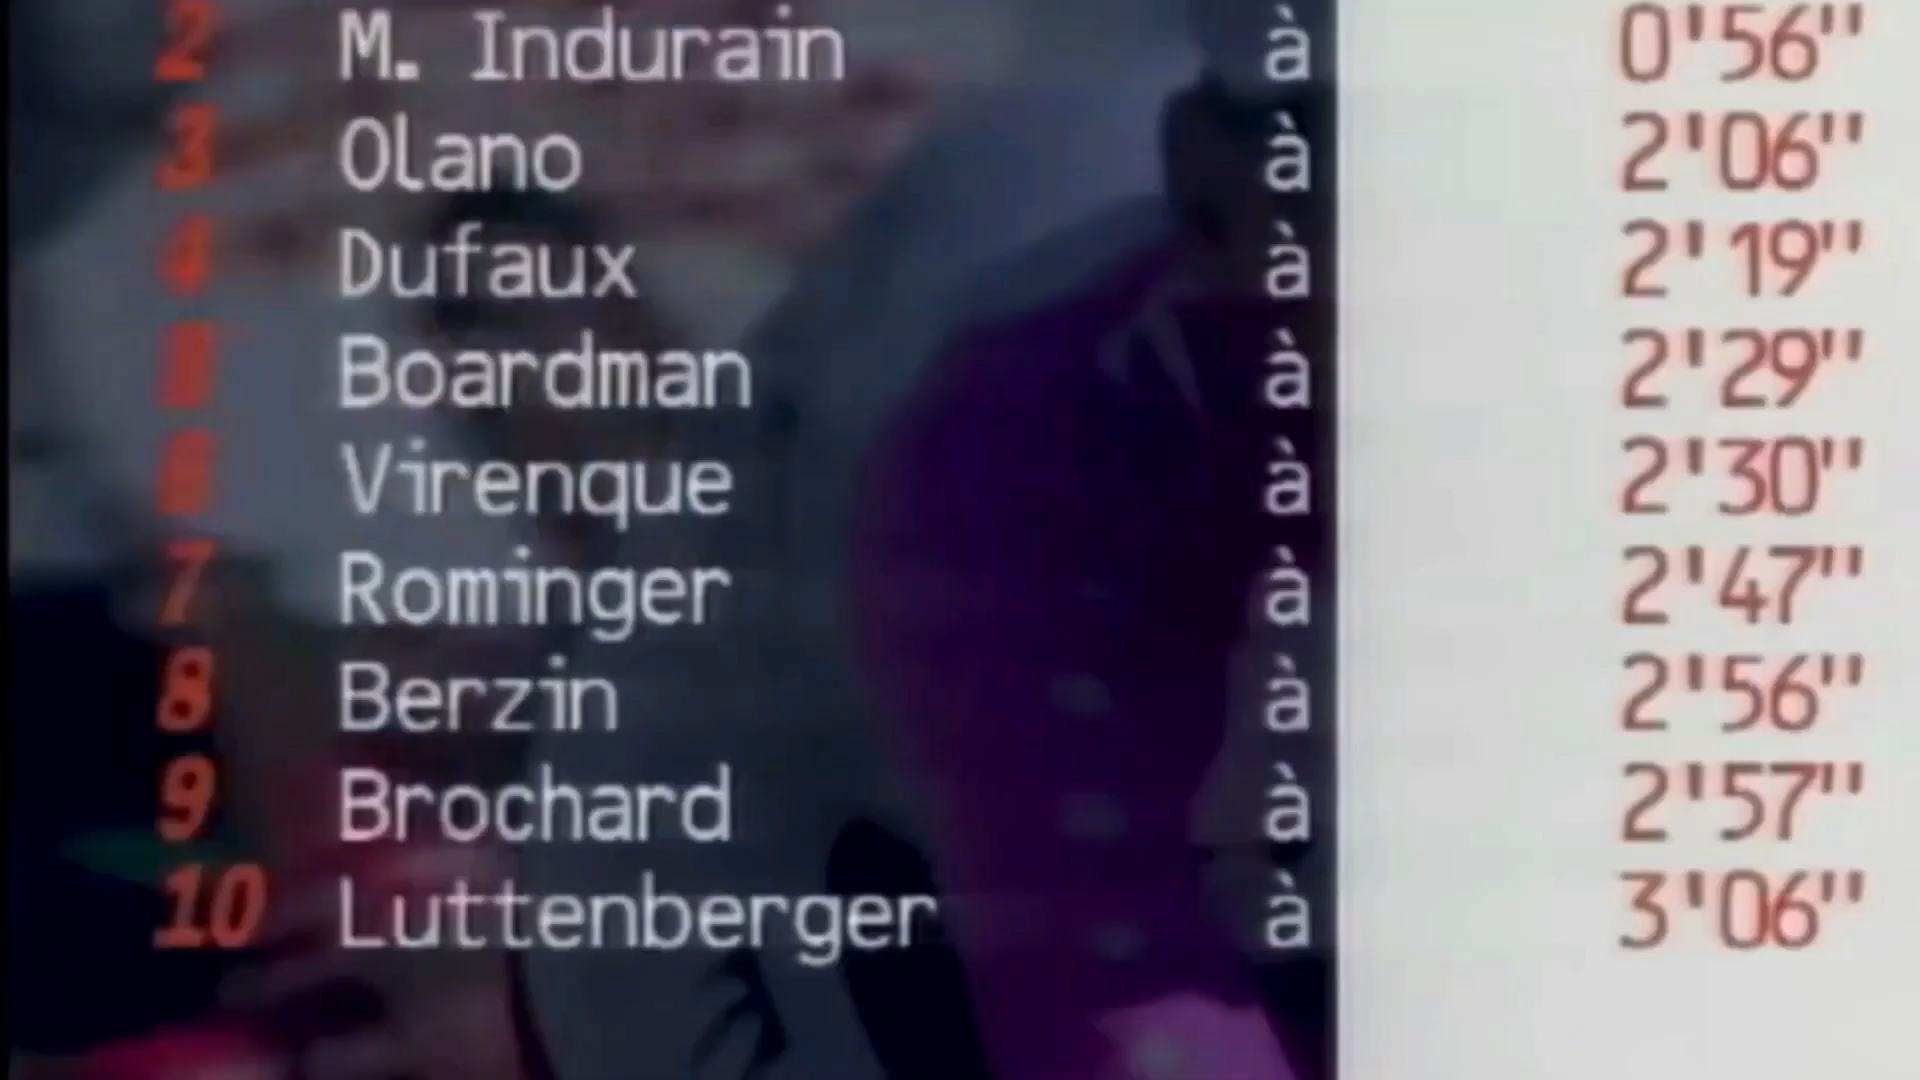 2 M. Indurain à 0'56''
3 Olano à 2'06''
4 Dufaux à 2'19''
Boardman à 2'29''
Virenque à 2'30''
7 Rominger à 2'47''
8 Berzin à 2'56''
9 Brochard à 2'57''
10 Luttenberger à 3'06''